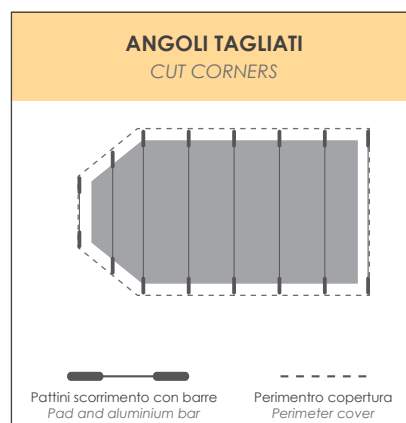 ANGOLI TAGLIATI
CUT CORNERS
Pattini scorrimento con barre
Pad and aluminium bar
Perimentro copertura
Perimeter cover